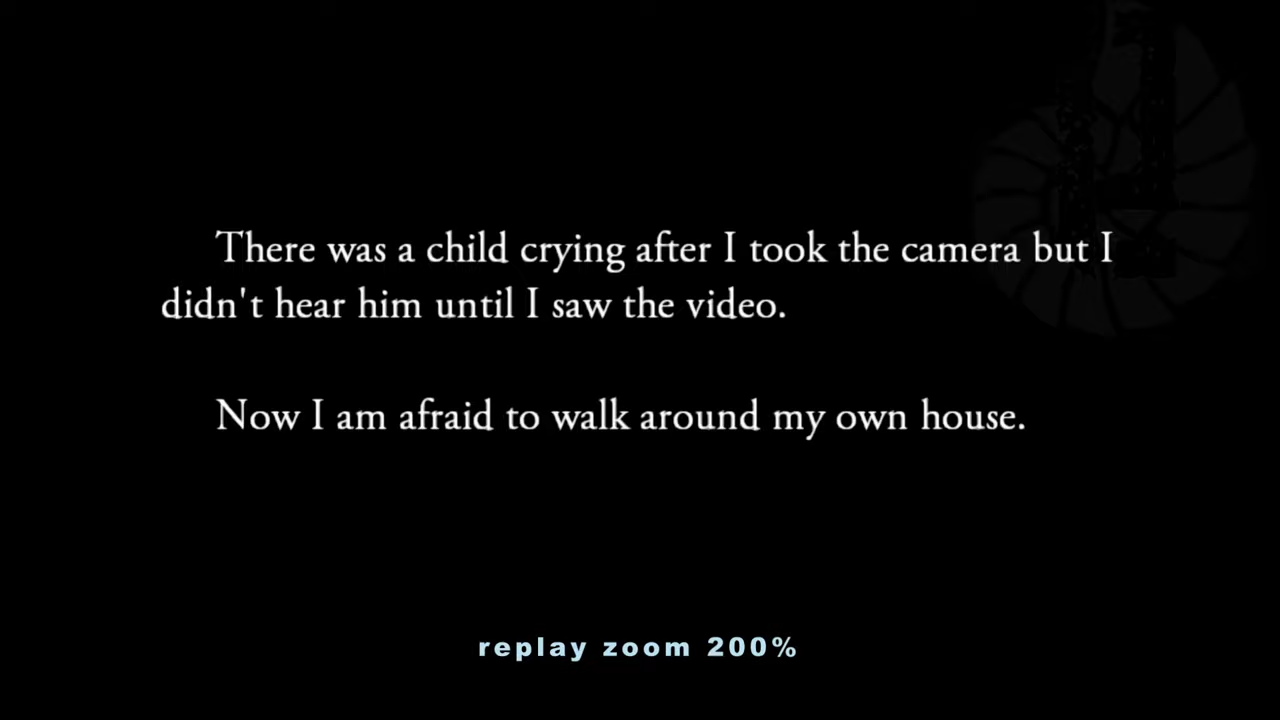 There was a child crying after I took the camera but I
didn't hear him until I saw the video.
Now I am afraid to walk around my own house.
replay zoom 200%